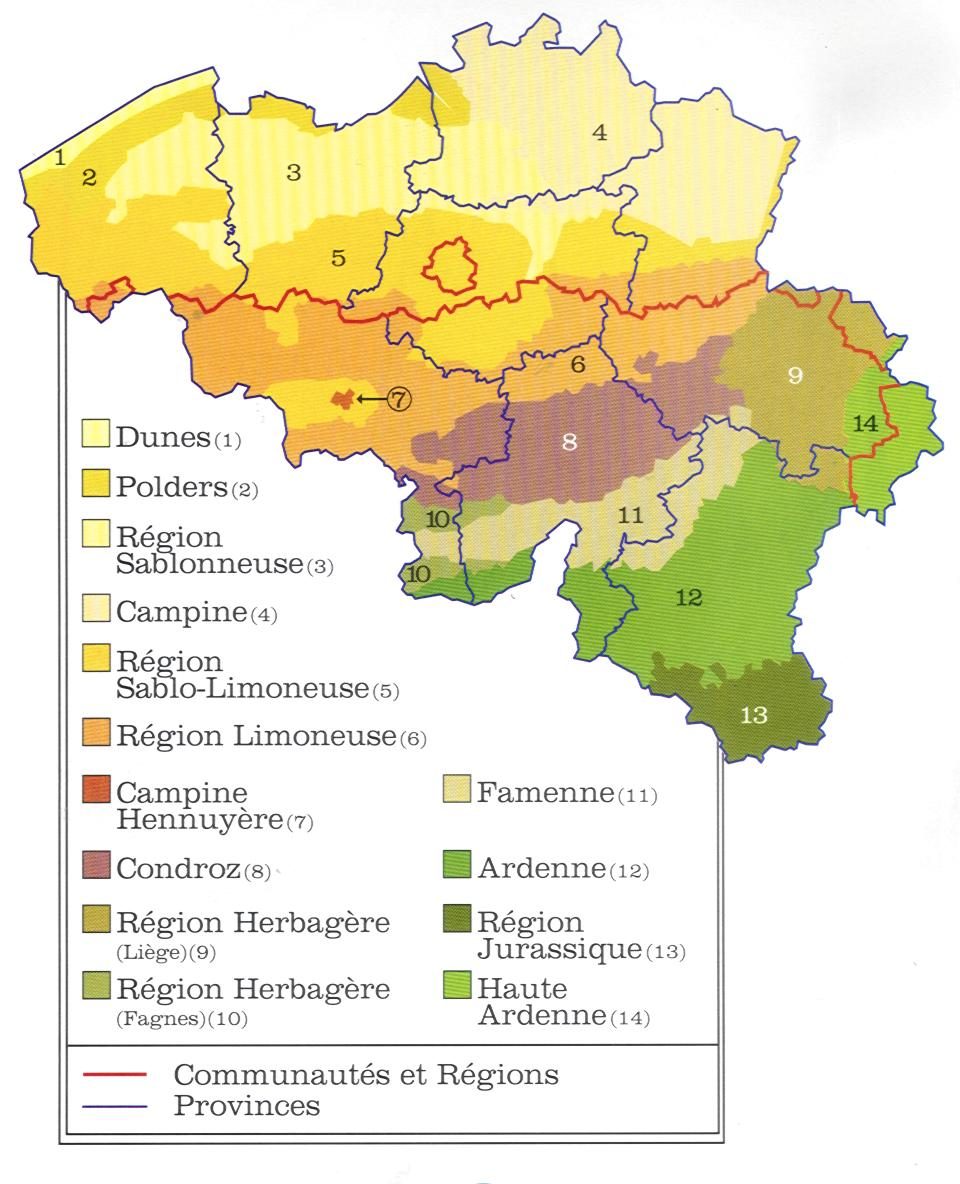 4
1
2
3
5
6
7
9
14
8
10
11
10
12
13
Dunes (1)
Polders (2)
Région
Sablonneuse (3)
Campine (4)
Région
Sablo-Limoneuse (5)
Région Limoneuse (6)
Campine
Hennuyère (7)
Condroz (8)
Région Herbagère
(Liège) (9)
Région Herbagère
(Fagnes) (10)
Famenne (11)
Ardenne (12)
Région
Jurassique (13)
Haute
Ardenne (14)
Communautés et Régions
Provinces